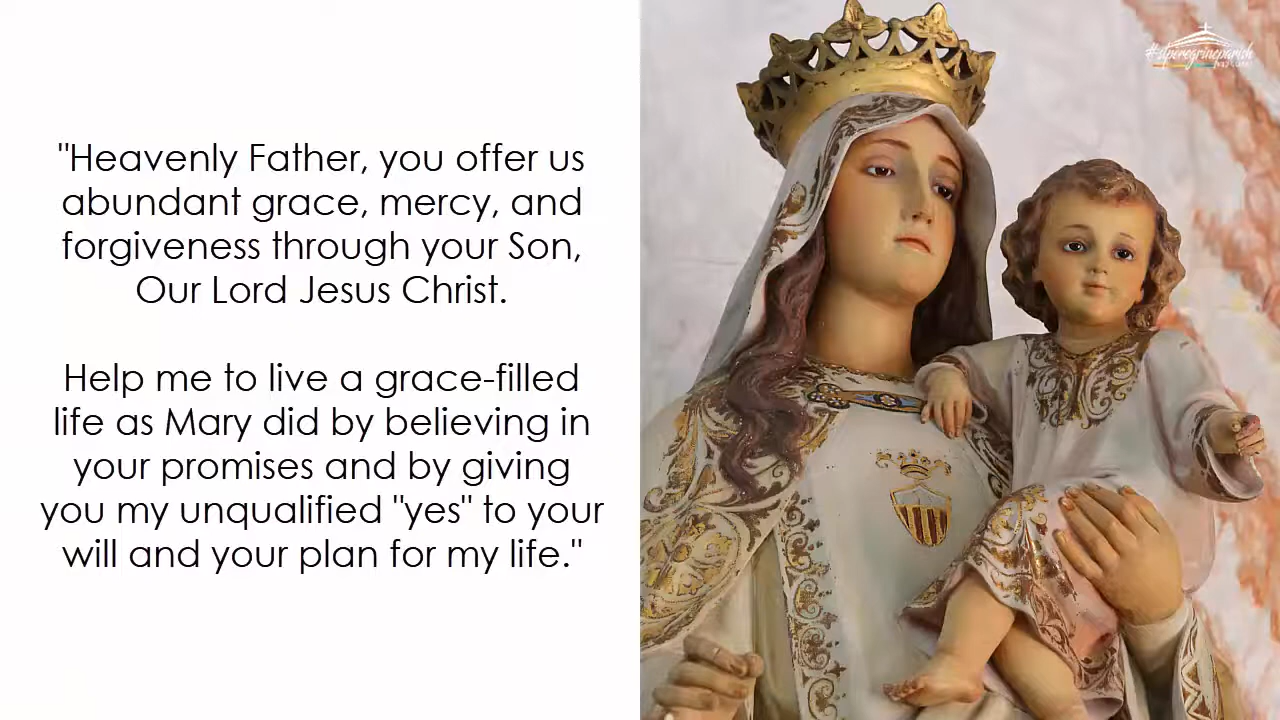 "Heavenly Father, you offer us
abundant grace, mercy, and
forgiveness through your Son,
Our Lord Jesus Christ.
Help me to live a grace-filled
life as Mary did by believing in
your promises and by giving
you my unqualified "yes" to your
will and your plan for my life."
#stperegrineparish